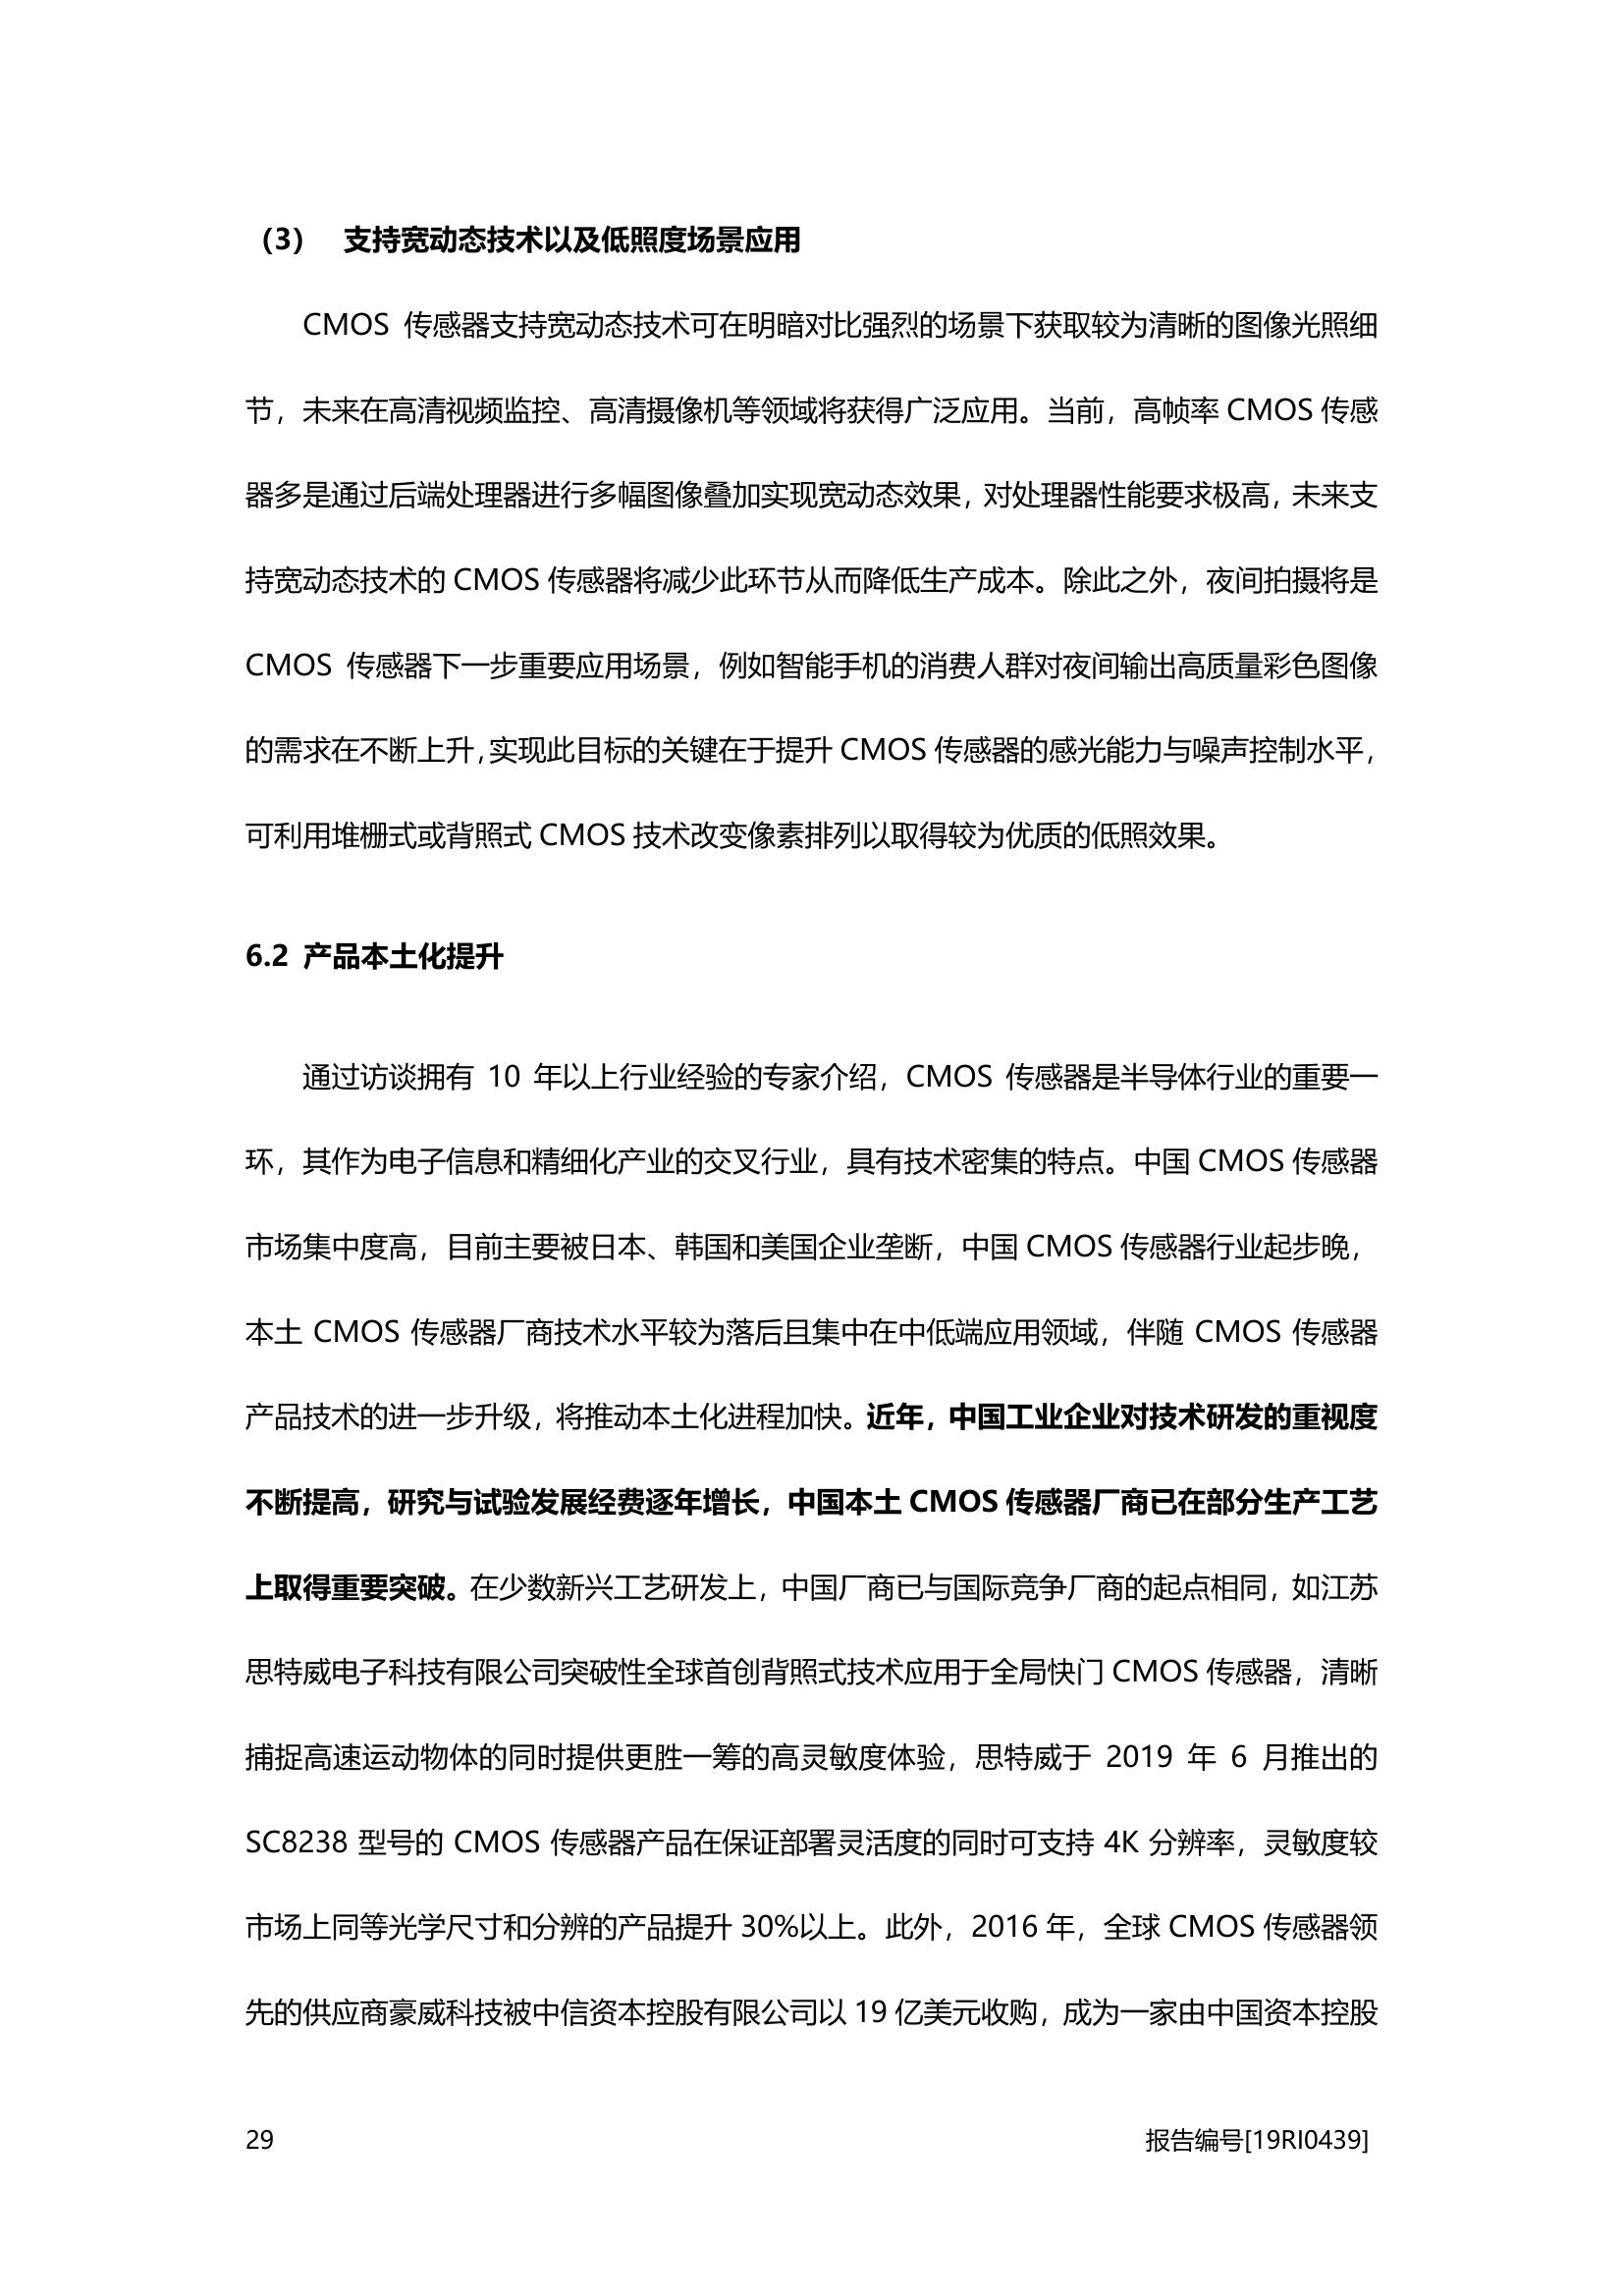 （3） 支持宽动态技术以及低照度场景应用
CMOS 传感器支持宽动态技术可在明暗对比强烈的场景下获取较为清晰的图像光照细
节，未来在高清视频监控、高清摄像机等领域将获得广泛应用。当前，高帧率 CMOS 传感
器多是通过后端处理器进行多幅图像叠加实现宽动态效果，对处理器性能要求极高，未来支
持宽动态技术的 CMOS 传感器将减少此环节从而降低生产成本。除此之外，夜间拍摄将是
CMOS 传感器下一步重要应用场景，例如智能手机的消费人群对夜间输出高质量彩色图像
的需求在不断上升，实现此目标的关键在于提升 CMOS 传感器的感光能力与噪声控制水平，
可利用堆栅式或背照式 CMOS 技术改变像素排列以取得较为优质的低照效果。
6.2 产品本土化提升
通过访谈拥有 10 年以上行业经验的专家介绍，CMOS 传感器是半导体行业的重要一
环，其作为电子信息和精细化产业的交叉行业，具有技术密集的特点。中国 CMOS 传感器
市场集中度高，目前主要被日本、韩国和美国企业垄断，中国 CMOS 传感器行业起步晚，
本土 CMOS 传感器厂商技术水平较为落后且集中在中低端应用领域，伴随 CMOS 传感器
产品技术的进一步升级，将推动本土化进程加快。近年，中国工业企业对技术研发的重视度
不断提高，研究与试验发展经费逐年增长，中国本土 CMOS 传感器厂商已在部分生产工艺
上取得重要突破。在少数新兴工艺研发上，中国厂商已与国际竞争厂商的起点相同，如江苏
思特威电子科技有限公司突破性全球首创背照式技术应用于全局快门 CMOS 传感器，清晰
捕捉高速运动物体的同时提供更胜一筹的高灵敏度体验，思特威于 2019 年 6 月推出的
SC8238 型号的 CMOS 传感器产品在保证部署灵活度的同时可支持 4K 分辨率，灵敏度较
市场上同等光学尺寸和分辨的产品提升 30%以上。此外，2016 年，全球 CMOS 传感器领
先的供应商豪威科技被中信资本控股有限公司以 19 亿美元收购，成为一家由中国资本控股
29 报告编号[19RI0439]